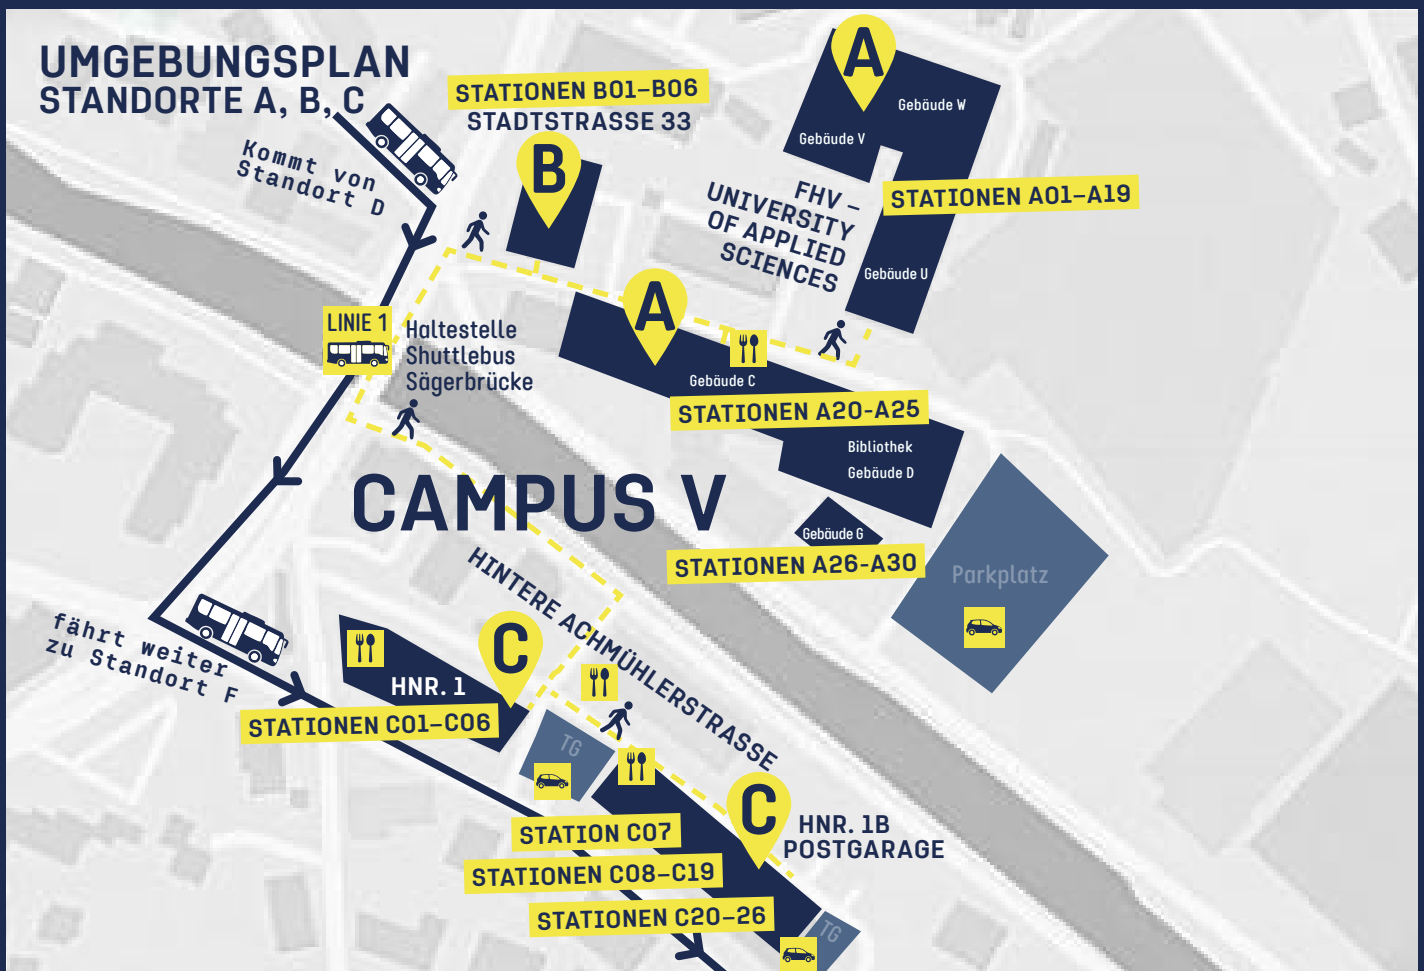 UMGEBUNGSPLAN
STANDORTE A, B, C
Kommt von
Standort D
STATIONEN B01–B06
STADTSTRASSE 33
B
A
Gebäude W
Gebäude V
STATIONEN A01–A19
FHV –
UNIVERSITY
OF APPLIED
SCIENCES
Gebäude U
LINIE 1
Haltestelle
Shuttlebus
Sägerbrücke
A
Gebäude C
STATIONEN A20-A25
Bibliothek
Gebäude D
CAMPUS V
Gebäude G
STATIONEN A26-A30
Parkplatz
HINTERE ACHMÜHLERSTRASSE
fährt weiter
zu Standort F
C
HNR. 1
STATIONEN C01–C06
TG
C
HNR. 1B
POSTGARAGE
STATION C07
STATIONEN C08–C19
STATIONEN C20–26
TG